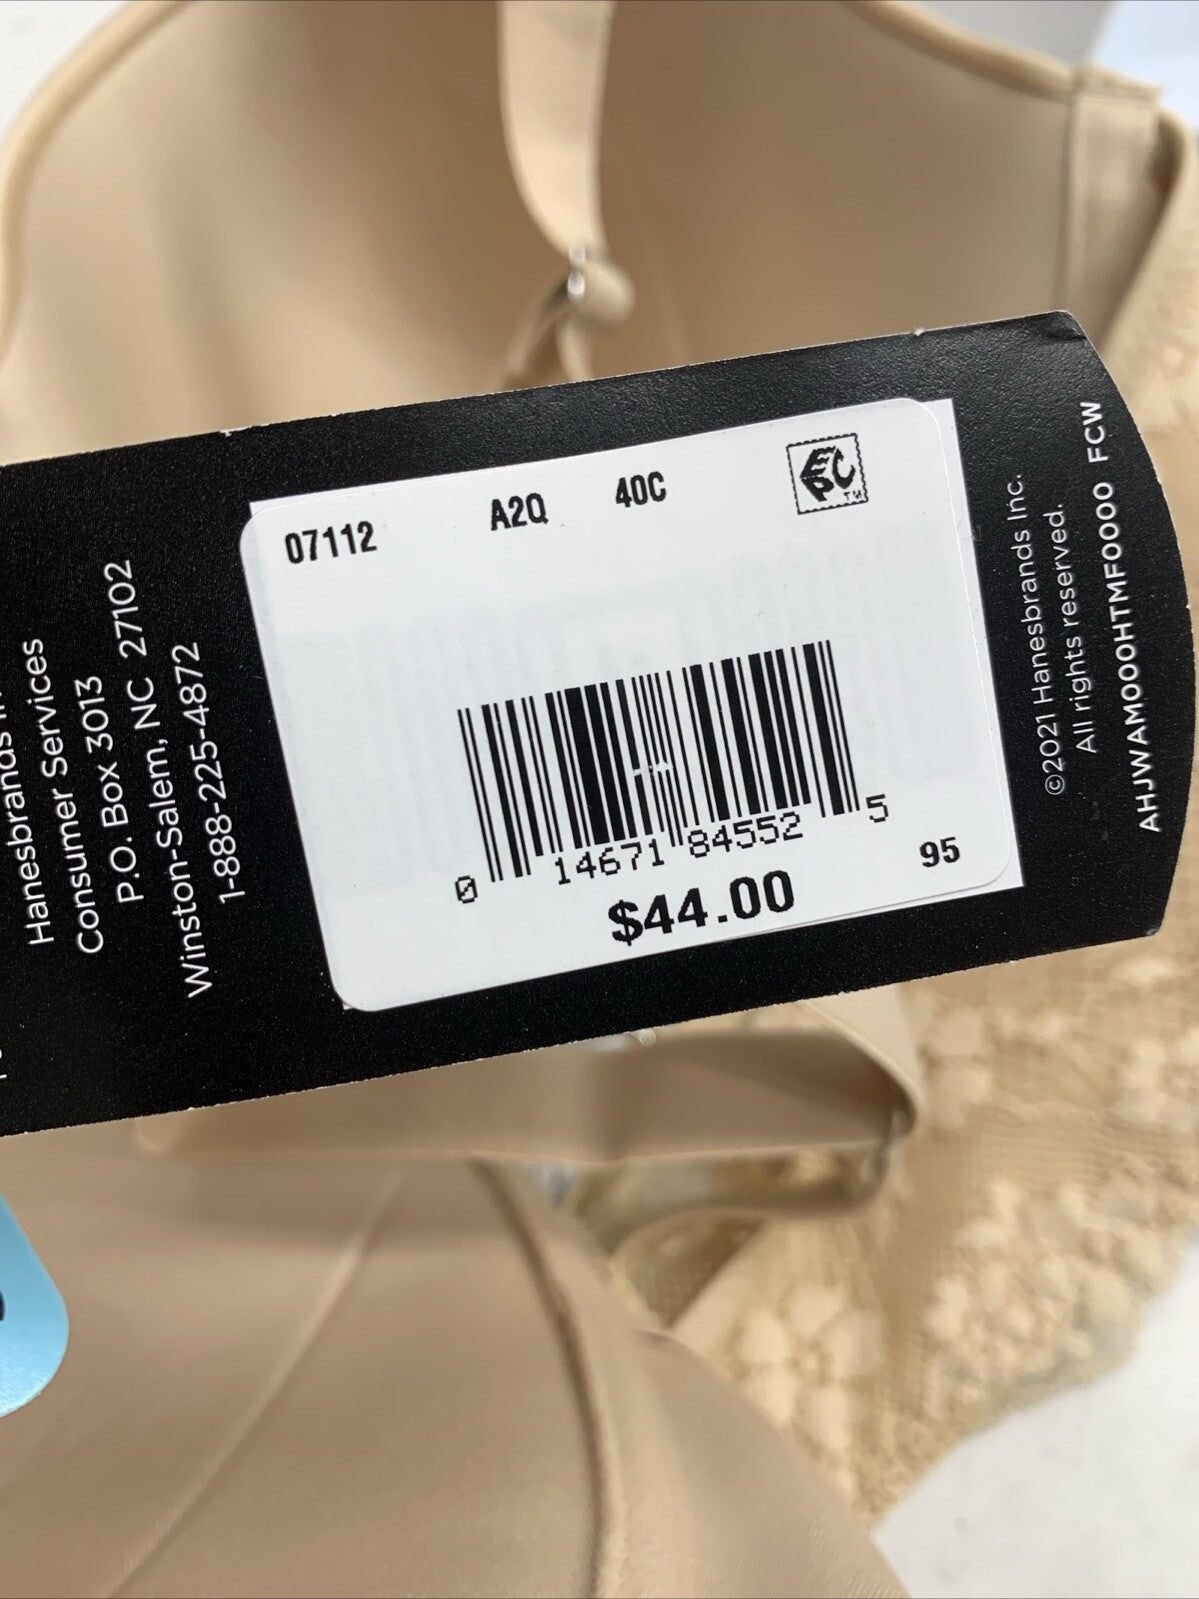 Hanesbrands
Consumer Services
P.O. Box 3013
Winston-Salem, NC 27102
1-888-225-4872
07112 A2Q 40C
EPC™
0 14671 84552 5
$44.00 95
©2021 Hanesbrands Inc.
All rights reserved.
AHJWAM000HTMF0000 FCW